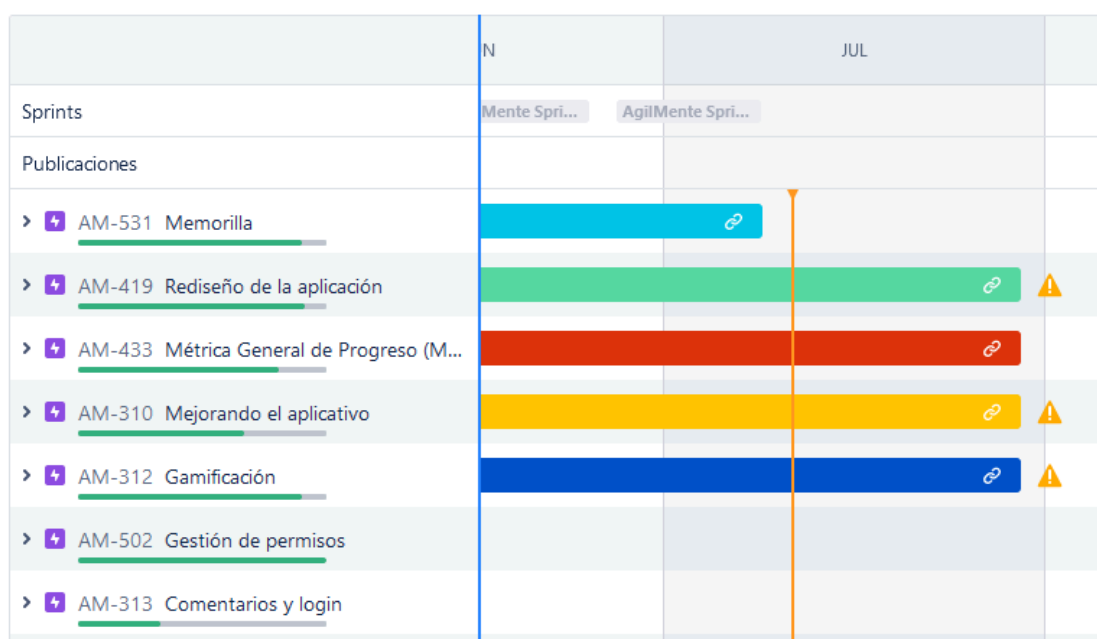 N
JUL
Sprints
Mente Spri...
AgilMente Spri...
Publicaciones
AM-531 Memorilla
AM-419 Rediseño de la aplicación
AM-433 Métrica General de Progreso (M...
AM-310 Mejorando el aplicativo
AM-312 Gamificación
AM-502 Gestión de permisos
AM-313 Comentarios y login